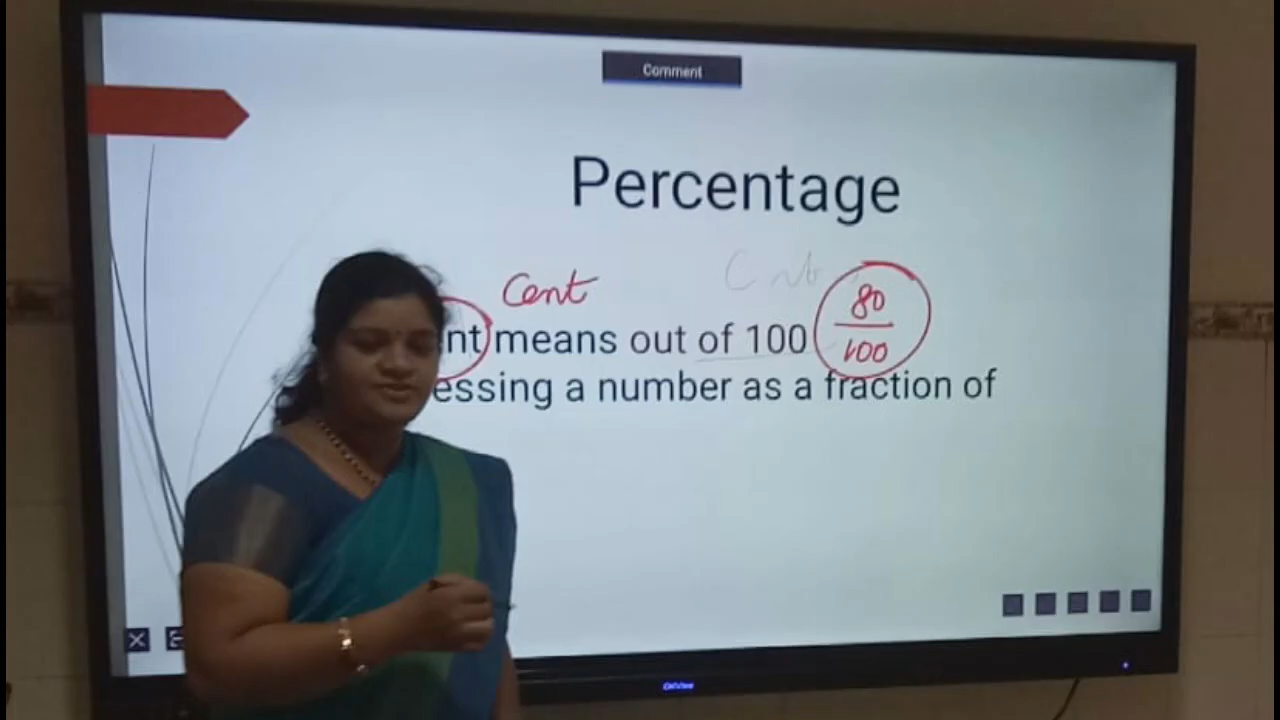 Comment
Percentage
Cent
nt means out of 100 80/100
essing a number as a fraction of